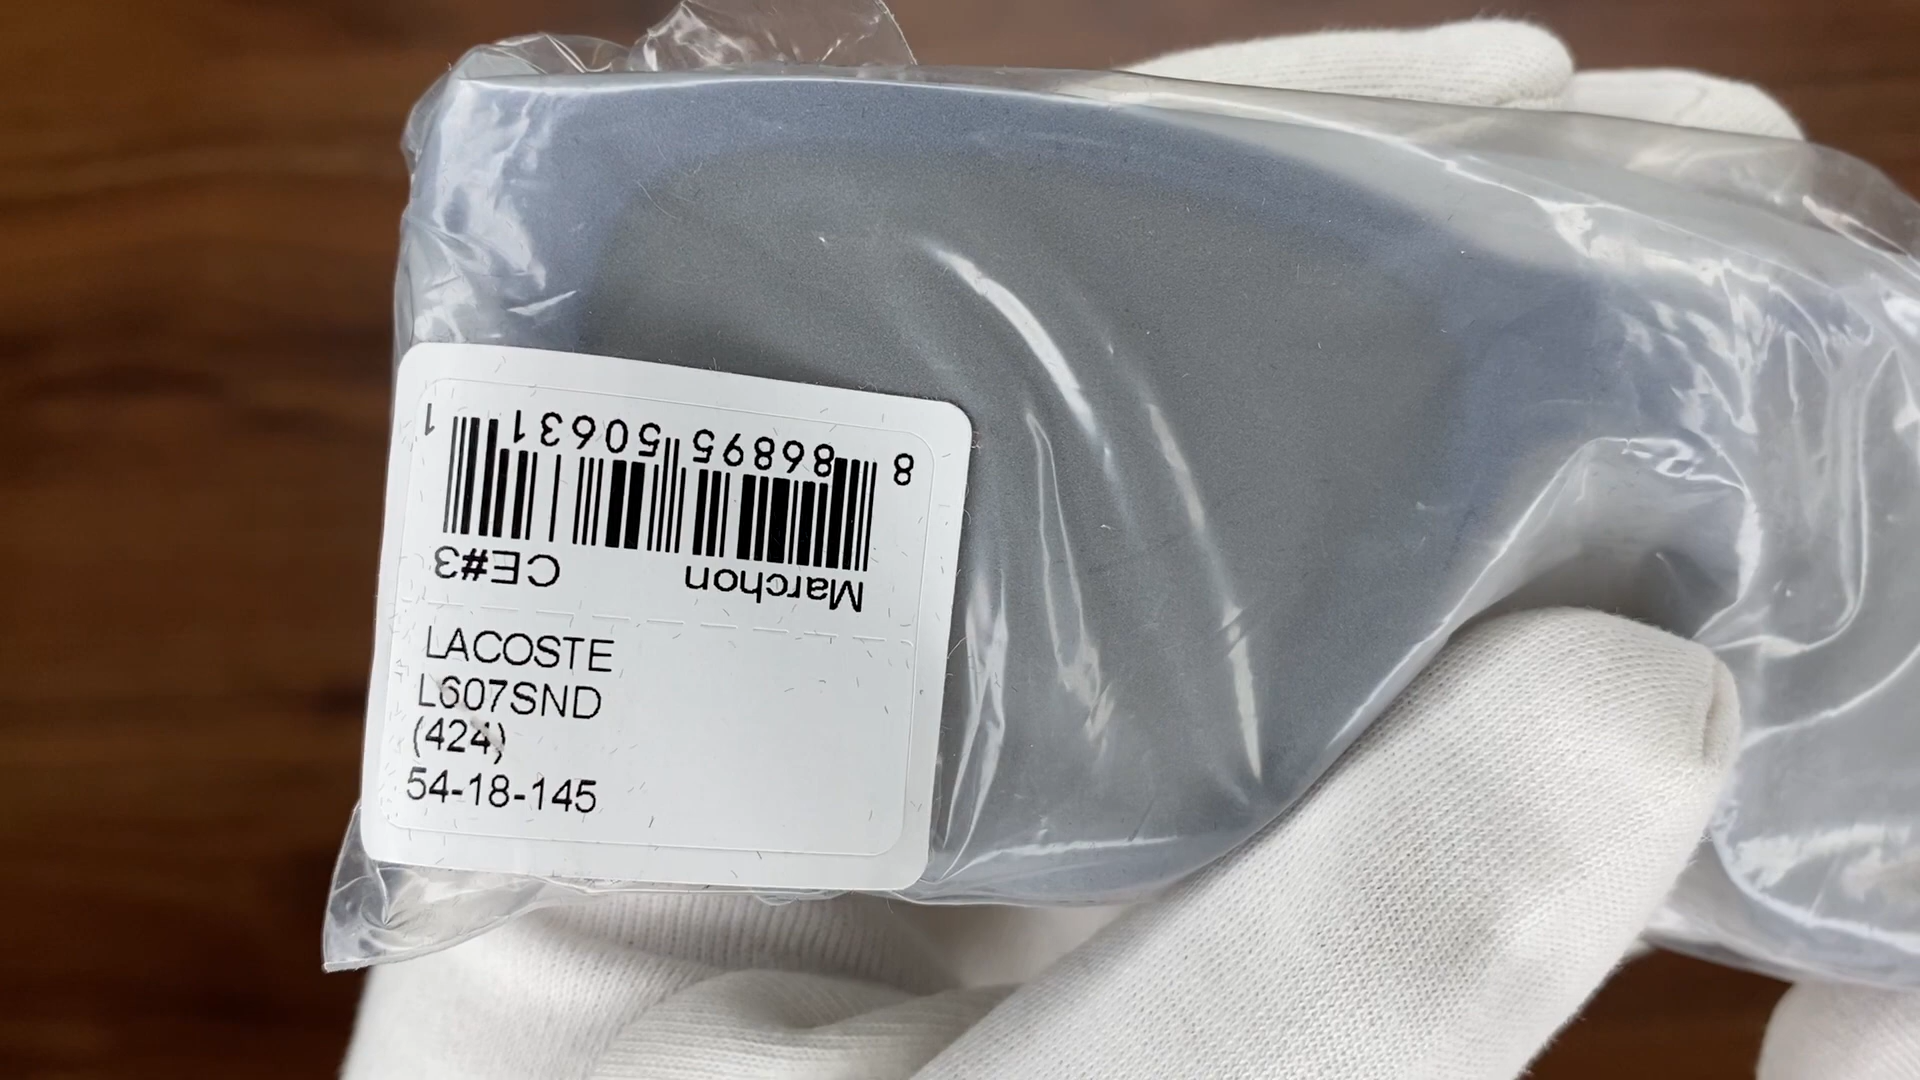 Marchon CE#3
8 86895 50631 1
LACOSTE
L607SND
(424)
54-18-145